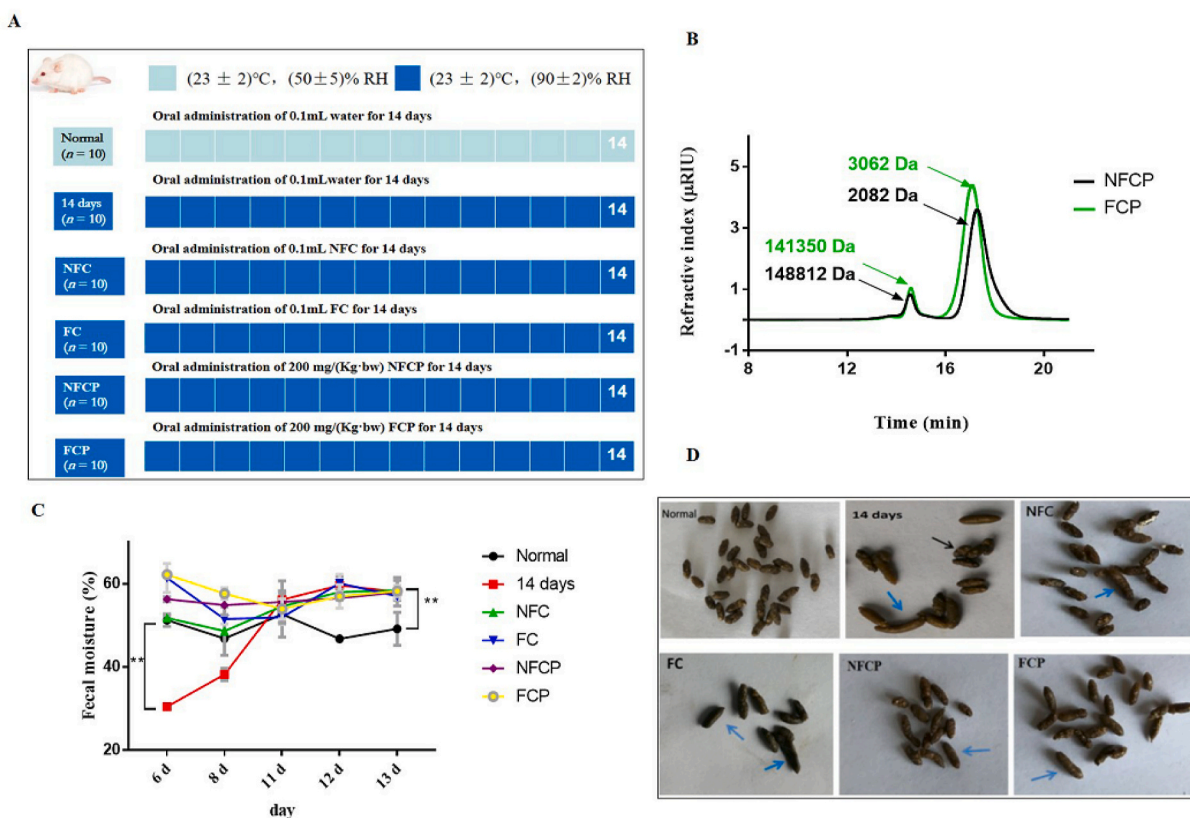 A
(23 ± 2)℃, (50±5)% RH
(23 ± 2)℃, (90±2)% RH
Oral administration of 0.1mL water for 14 days
Normal
(n = 10)
14
Oral administration of 0.1mLwater for 14 days
14 days
(n = 10)
14
Oral administration of 0.1mL NFC for 14 days
NFC
(n = 10)
14
Oral administration of 0.1mL FC for 14 days
FC
(n = 10)
14
Oral administration of 200 mg/(Kg·bw) NFCP for 14 days
NFCP
(n = 10)
14
Oral administration of 200 mg/(Kg·bw) FCP for 14 days
FCP
(n = 10)
14
B
Refractive index (μRIU)
5
3
1
-1
8
12
16
20
Time (min)
3062 Da
2082 Da
141350 Da
148812 Da
NFCP
FCP
C
Fecal moisture (%)
60
40
20
**
**
6 d
8 d
11 d
12 d
13 d
day
Normal
14 days
NFC
FC
NFCP
FCP
D
Normal
14 days
NFC
FC
NFCP
FCP